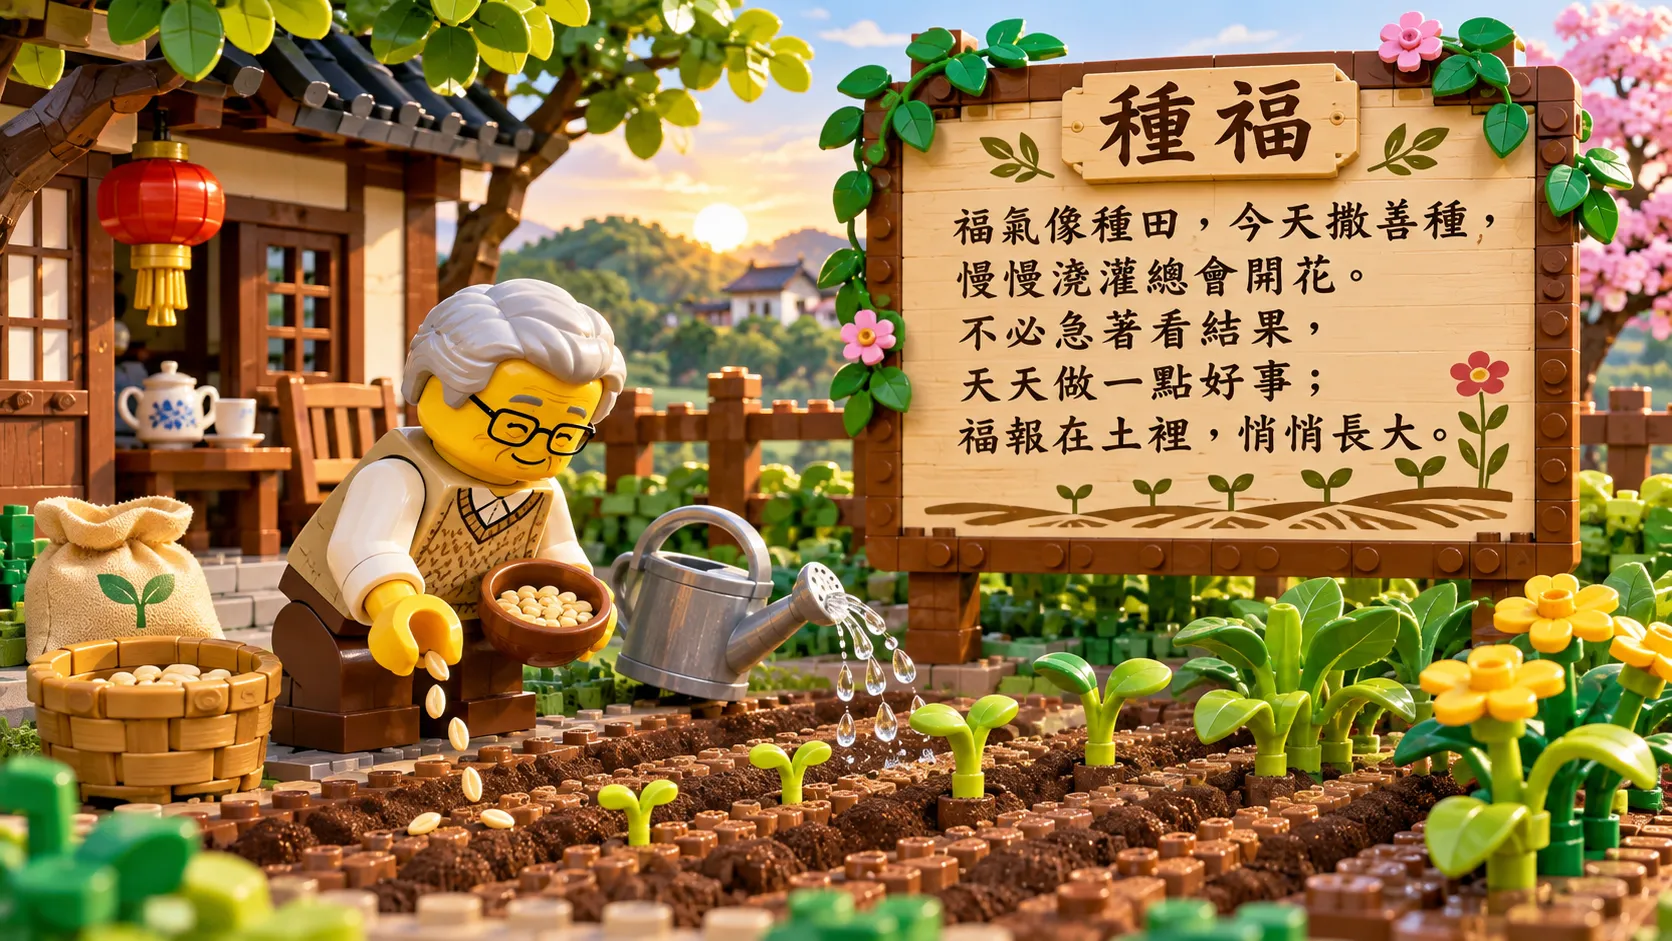 種福
福氣像種田，今天撒善種，
慢慢澆灌總會開花。
不必急著看結果，
天天做一點好事；
福報在土裡，悄悄長大。